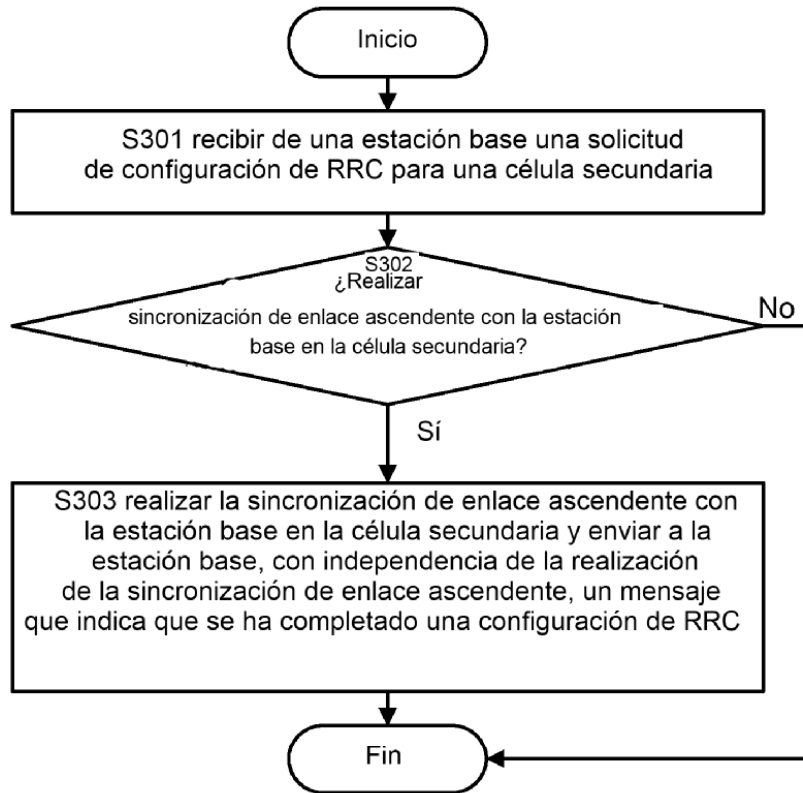 Inicio
S301 recibir de una estación base una solicitud
de configuración de RRC para una célula secundaria
S302
¿Realizar
sincronización de enlace ascendente con la estación
base en la célula secundaria?
No
Sí
S303 realizar la sincronización de enlace ascendente con
la estación base en la célula secundaria y enviar a la
estación base, con independencia de la realización
de la sincronización de enlace ascendente, un mensaje
que indica que se ha completado una configuración de RRC
Fin